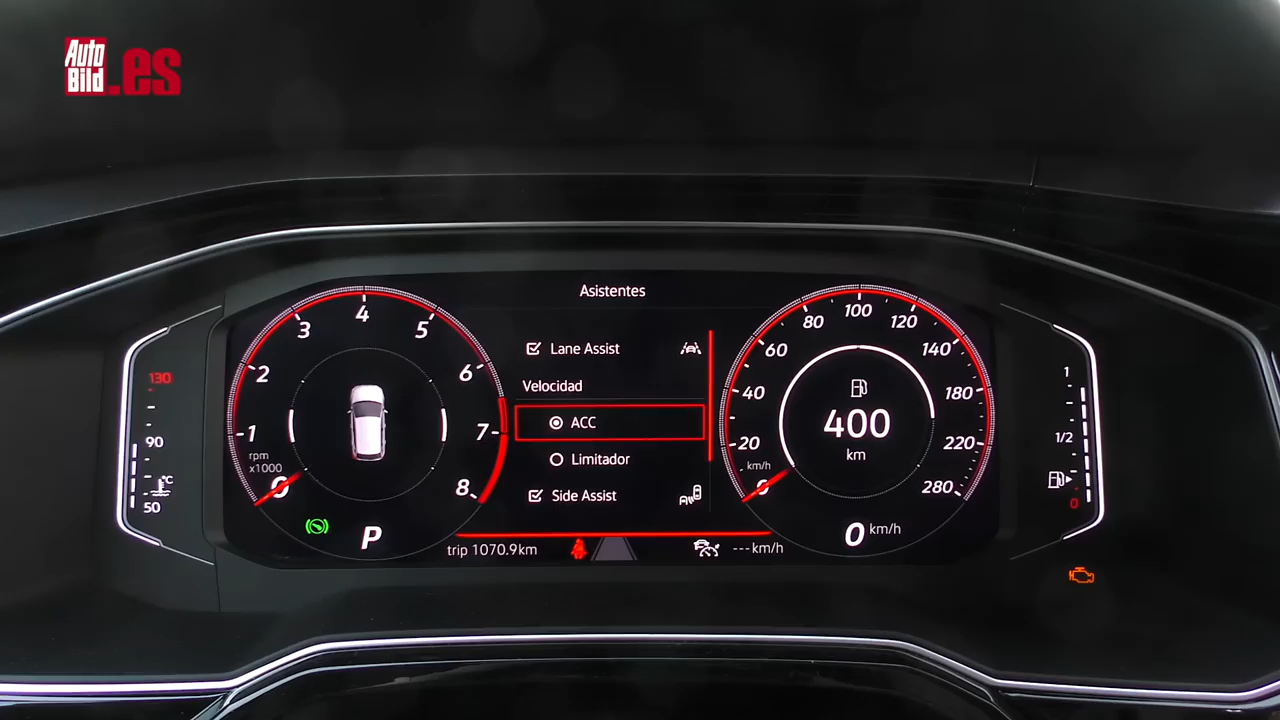 Auto
Bild
.es
Asistentes
4
3
5
2
6
1
7
rpm
x1000
0
8
P
130
90
°C
50
Lane Assist
Velocidad
ACC
Limitador
Side Assist
trip 1070.9km
---km/h
80
100
120
60
140
40
180
20
220
km/h
0
280
400
km
0 km/h
1
1/2
0